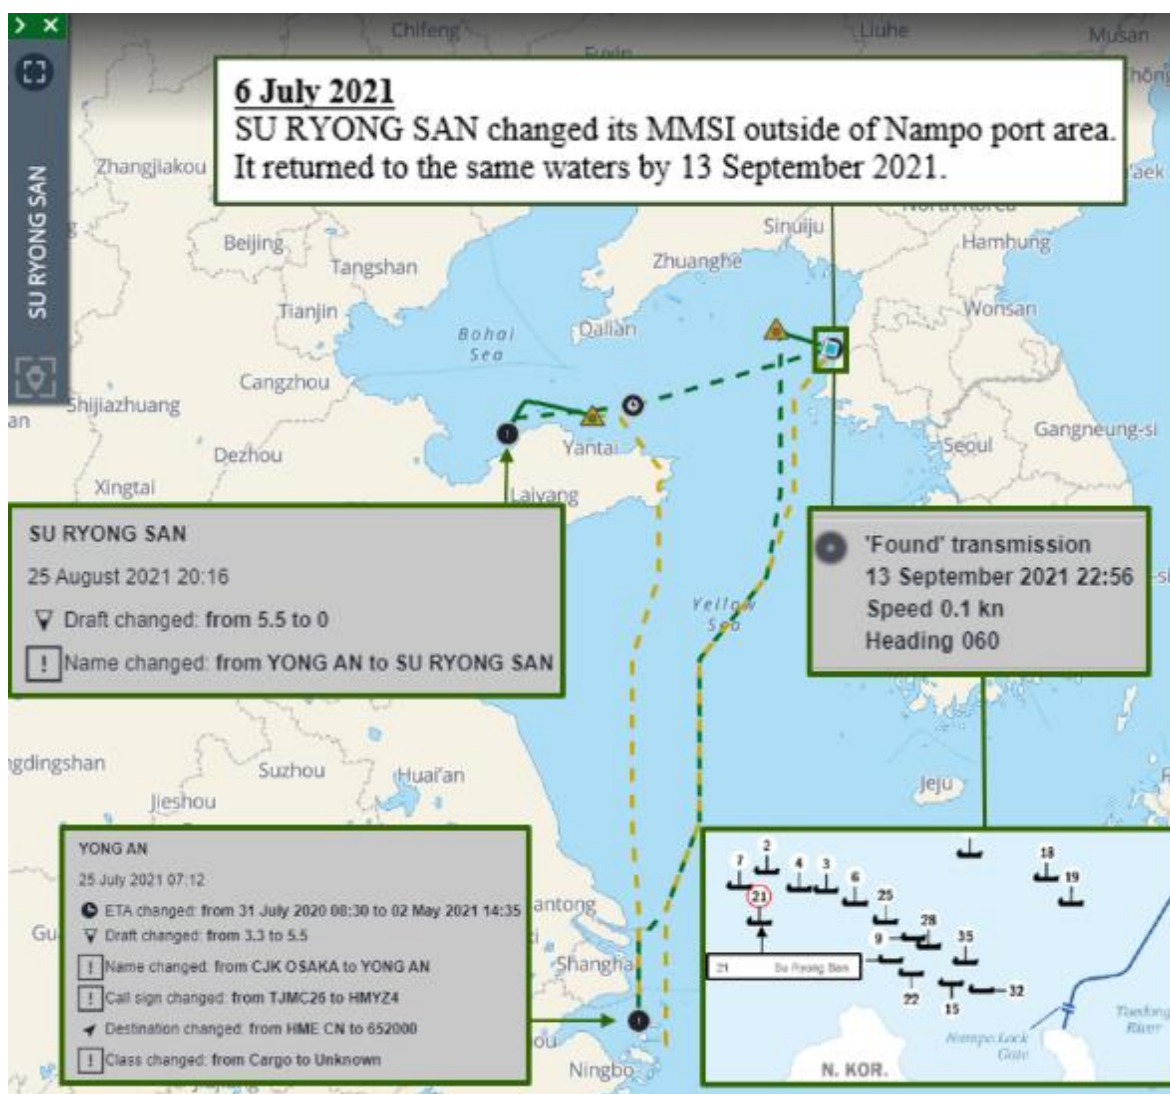 Chifeng
Liuhe
Musan
6 July 2021
SU RYONG SAN changed its MMSI outside of Nampo port area.
It returned to the same waters by 13 September 2021.
SU RYONG SAN
Zhangjiakou
Beijing
Tangshan
Tianjin
Sinuiju
Zhuanghe
Hamhung
Wonsan
Bohai
Sea
Cangzhou
Shijiazhuang
Dezhou
Yantai
Seoul
Gangneung-si
Xingtai
Laiyang
SU RYONG SAN
25 August 2021 20:16
Draft changed: from 5.5 to 0
! Name changed: from YONG AN to SU RYONG SAN
'Found' transmission
13 September 2021 22:56
Speed 0.1 kn
Heading 060
Yellow
Sea
ngdingshan
Suzhou
Huai'an
Jieshou
Jeju
YONG AN
25 July 2021 07:12
ETA changed: from 31 July 2020 08:30 to 02 May 2021 14:35
Draft changed: from 3.3 to 5.5
! Name changed: from CJK OSAKA to YONG AN
! Call sign changed: from TJMC26 to HMYZ4
Destination changed: from HME CN to 652000
! Class changed: from Cargo to Unknown
antong
Shangha
Ningbo
2
7
4
3
6
18
19
21
25
28
9
35
22
15
32
21 Su Ryong San
Nampo Lock
Gate
Taedong
River
N. KOR.